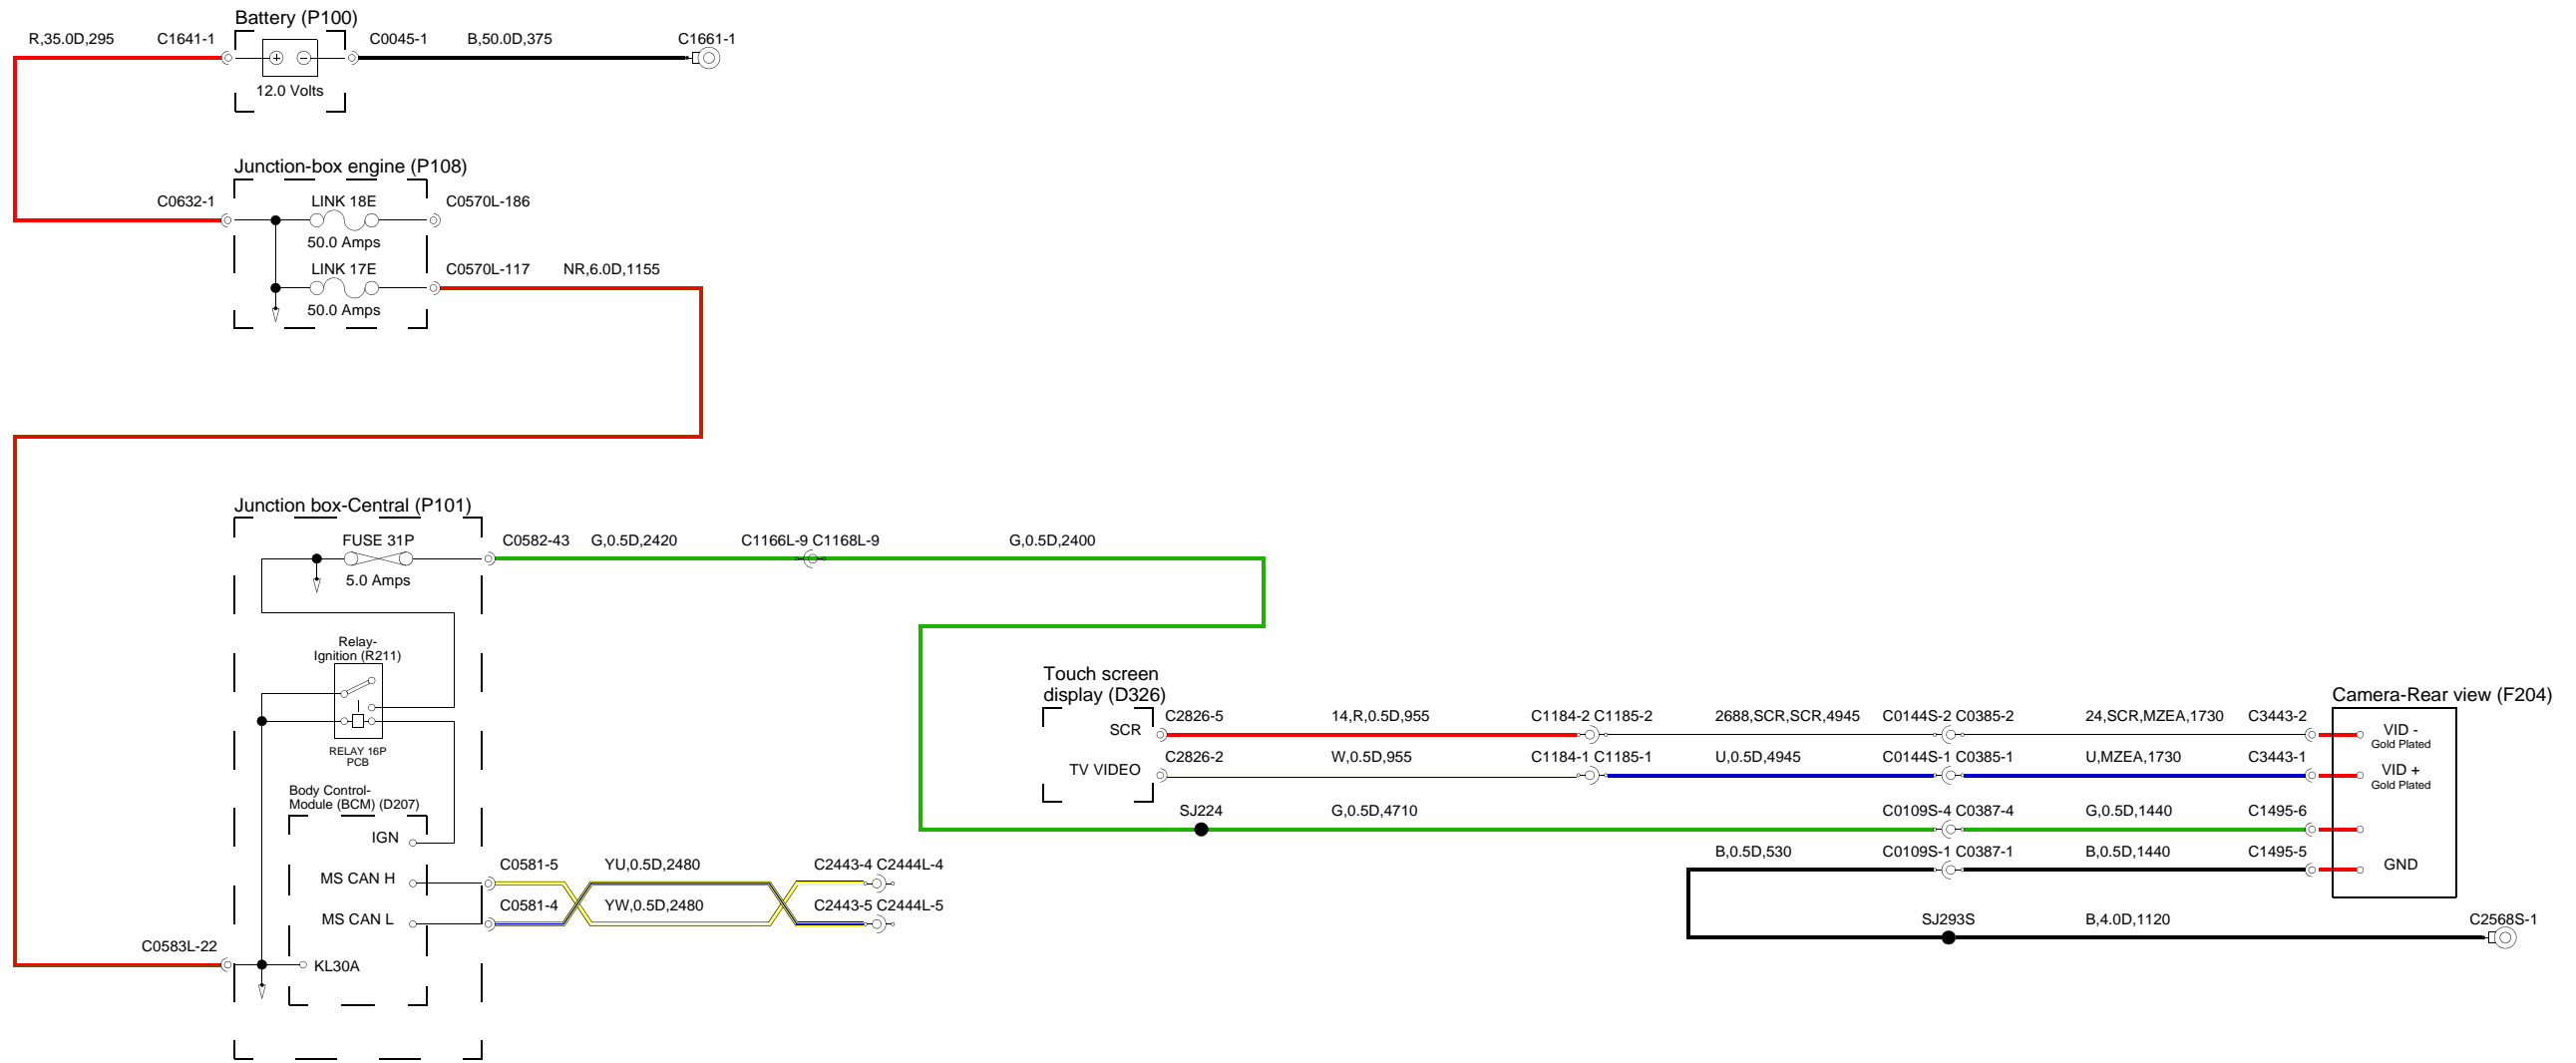 Battery (P100)
R,35.0D,295 C1641-1 C0045-1 B,50.0D,375 C1661-1
12.0 Volts
Junction-box engine (P108)
C0632-1 LINK 18E C0570L-186
50.0 Amps
LINK 17E C0570L-117 NR,6.0D,1155
50.0 Amps
Junction box-Central (P101)
FUSE 31P C0582-43 G,0.5D,2420 C1166L-9 C1168L-9 G,0.5D,2400
5.0 Amps
Relay-
Ignition (R211)
RELAY 16P
PCB
Body Control-
Module (BCM) (D207)
IGN
MS CAN H C0581-5 YU,0.5D,2480 C2443-4 C2444L-4
MS CAN L C0581-4 YW,0.5D,2480 C2443-5 C2444L-5
C0583L-22 KL30A
Touch screen
display (D326)
Camera-Rear view (F204)
SCR C2826-5 14,R,0.5D,955 C1184-2 C1185-2 2688,SCR,SCR,4945 C0144S-2 C0385-2 24,SCR,MZEA,1730 C3443-2 VID -
Gold Plated
TV VIDEO C2826-2 W,0.5D,955 C1184-1 C1185-1 U,0.5D,4945 C0144S-1 C0385-1 U,MZEA,1730 C3443-1 VID +
Gold Plated
SJ224 G,0.5D,4710 C0109S-4 C0387-4 G,0.5D,1440 C1495-6
B,0.5D,530 C0109S-1 C0387-1 B,0.5D,1440 C1495-5 GND
SJ293S B,4.0D,1120 C2568S-1